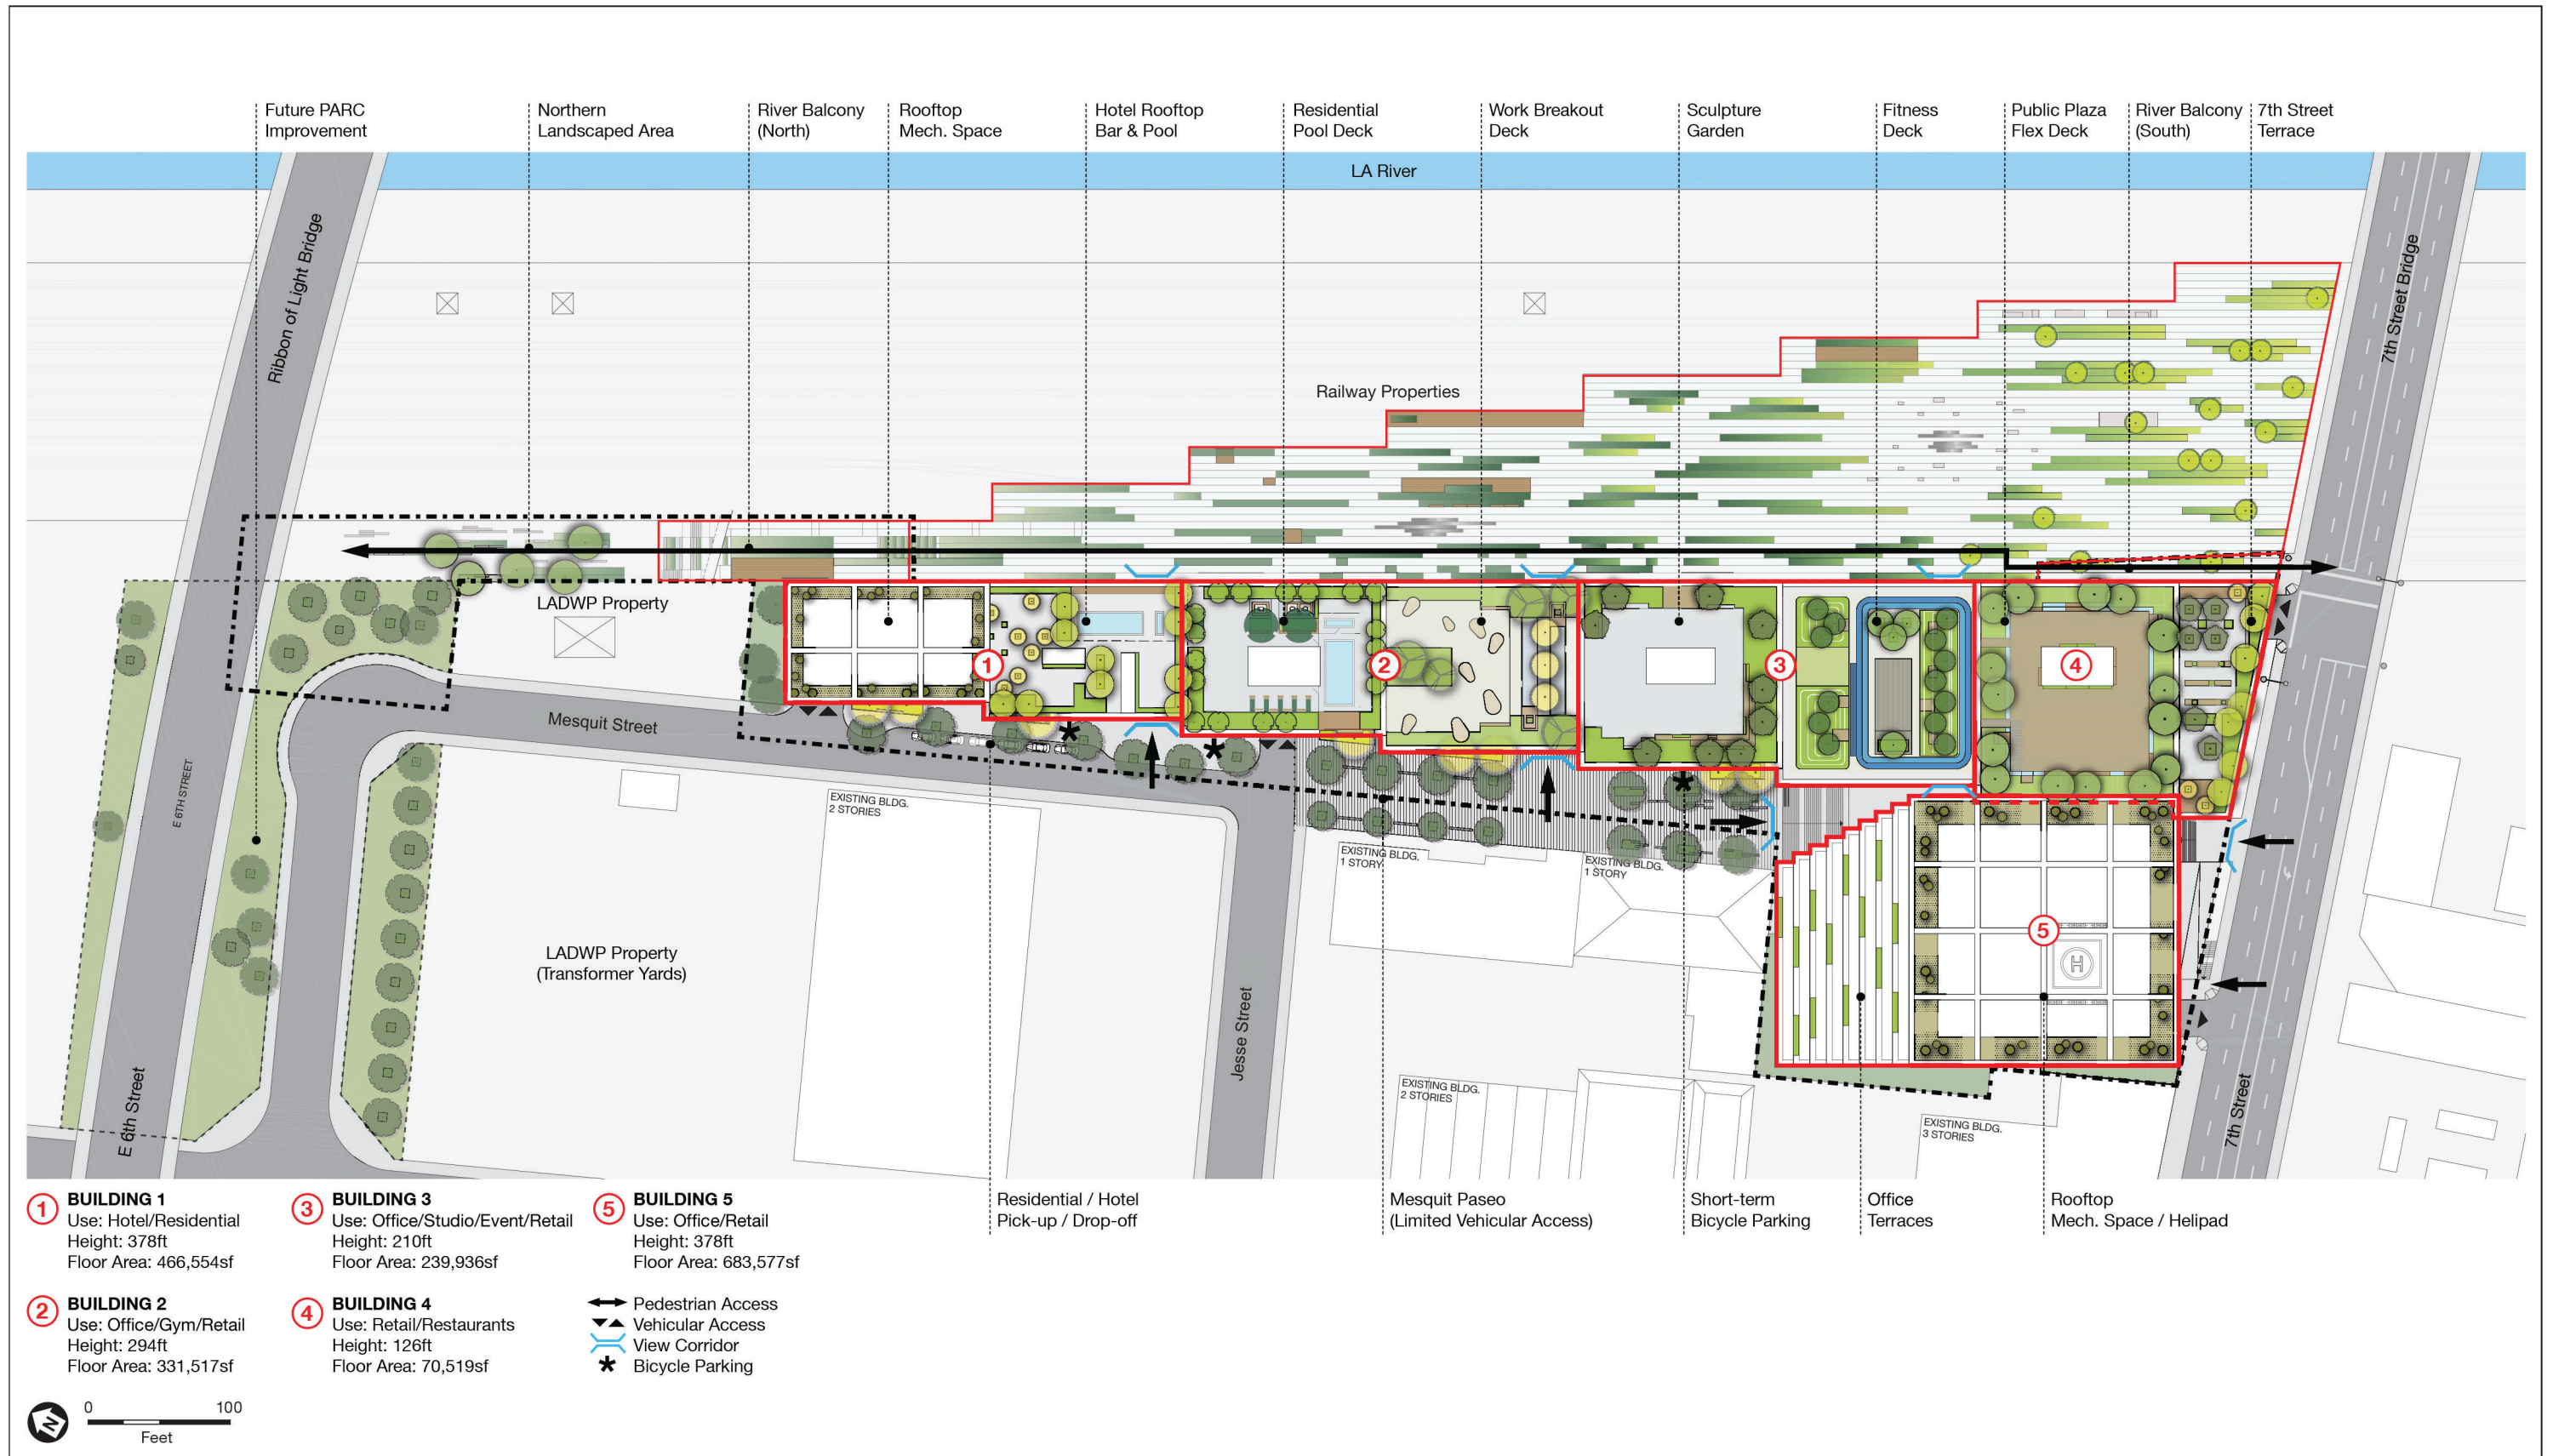 Future PARC
Improvement
Northern
Landscaped Area
River Balcony
(North)
Rooftop
Mech. Space
Hotel Rooftop
Bar & Pool
Residential
Pool Deck
Work Breakout
Deck
Sculpture
Garden
Fitness
Deck
Public Plaza
Flex Deck
River Balcony
(South)
7th Street
Terrace
LA River
Ribbon of Light Bridge
7th Street Bridge
Railway Properties
LADWP Property
1
2
3
4
Mesquit Street
E 6TH STREET
EXISTING BLDG.
2 STORIES
EXISTING BLDG.
1 STORY
EXISTING BLDG.
1 STORY
5
H
LADWP Property
(Transformer Yards)
Jesse Street
E 6th Street
EXISTING BLDG.
2 STORIES
EXISTING BLDG.
3 STORIES
7th Street
Residential / Hotel
Pick-up / Drop-off
Mesquit Paseo
(Limited Vehicular Access)
Short-term
Bicycle Parking
Office
Terraces
Rooftop
Mech. Space / Helipad
1 BUILDING 1
Use: Hotel/Residential
Height: 378ft
Floor Area: 466,554sf
2 BUILDING 2
Use: Office/Gym/Retail
Height: 294ft
Floor Area: 331,517sf
3 BUILDING 3
Use: Office/Studio/Event/Retail
Height: 210ft
Floor Area: 239,936sf
4 BUILDING 4
Use: Retail/Restaurants
Height: 126ft
Floor Area: 70,519sf
5 BUILDING 5
Use: Office/Retail
Height: 378ft
Floor Area: 683,577sf
Pedestrian Access
Vehicular Access
View Corridor
Bicycle Parking
N
0 100
Feet